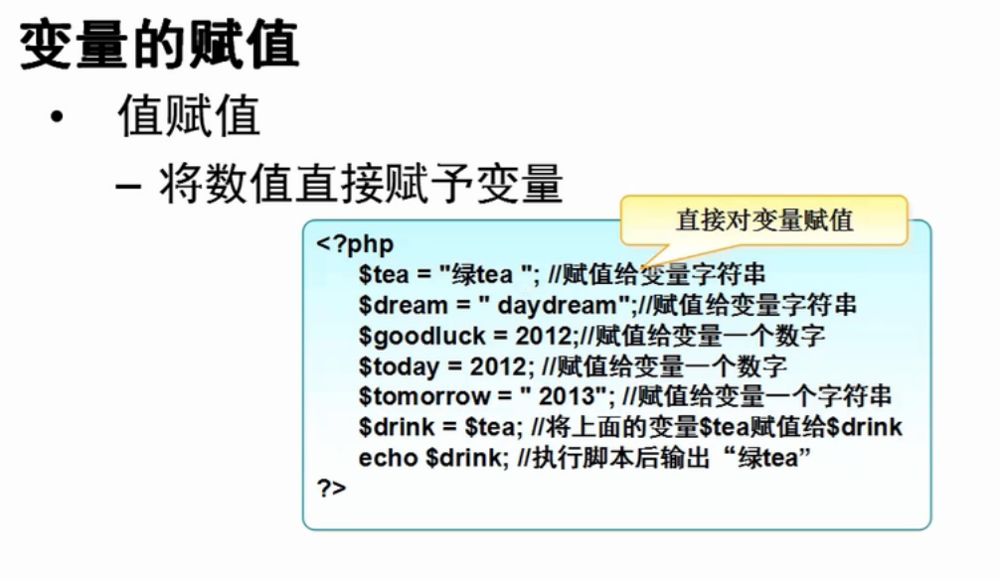 变量的赋值
• 值赋值
– 将数值直接赋予变量
直接对变量赋值
<?php
$tea = "绿tea "; //赋值给变量字符串
$dream = " daydream";//赋值给变量字符串
$goodluck = 2012;//赋值给变量一个数字
$today = 2012; //赋值给变量一个数字
$tomorrow = " 2013"; //赋值给变量一个字符串
$drink = $tea; //将上面的变量$tea赋值给$drink
echo $drink; //执行脚本后输出“绿tea”
?>